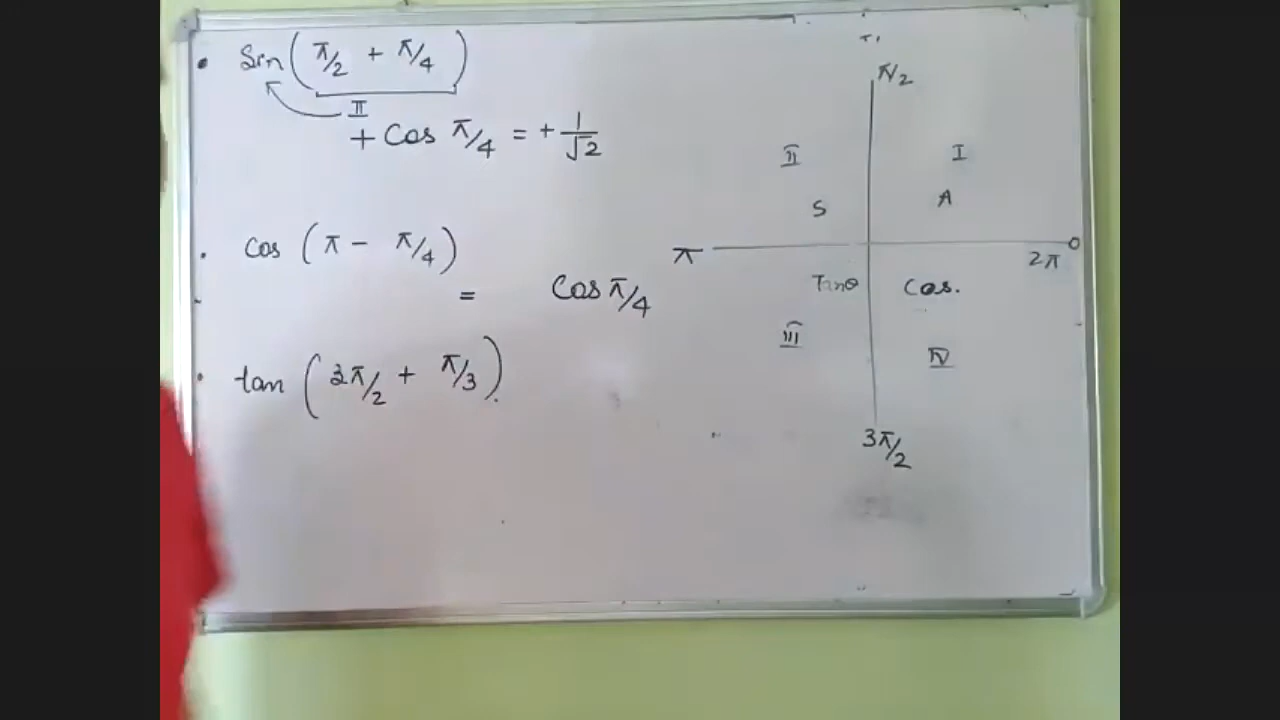 • Sin ( π/2 + π/4 )
II
+ Cos π/4 = + 1/√2
• cos ( π − π/4 )
= Cos π/4
• tan ( 3π/2 + π/3 ).
π/2
II I
S A
π 0
2π
Tanθ Cos.
III IV
3π/2